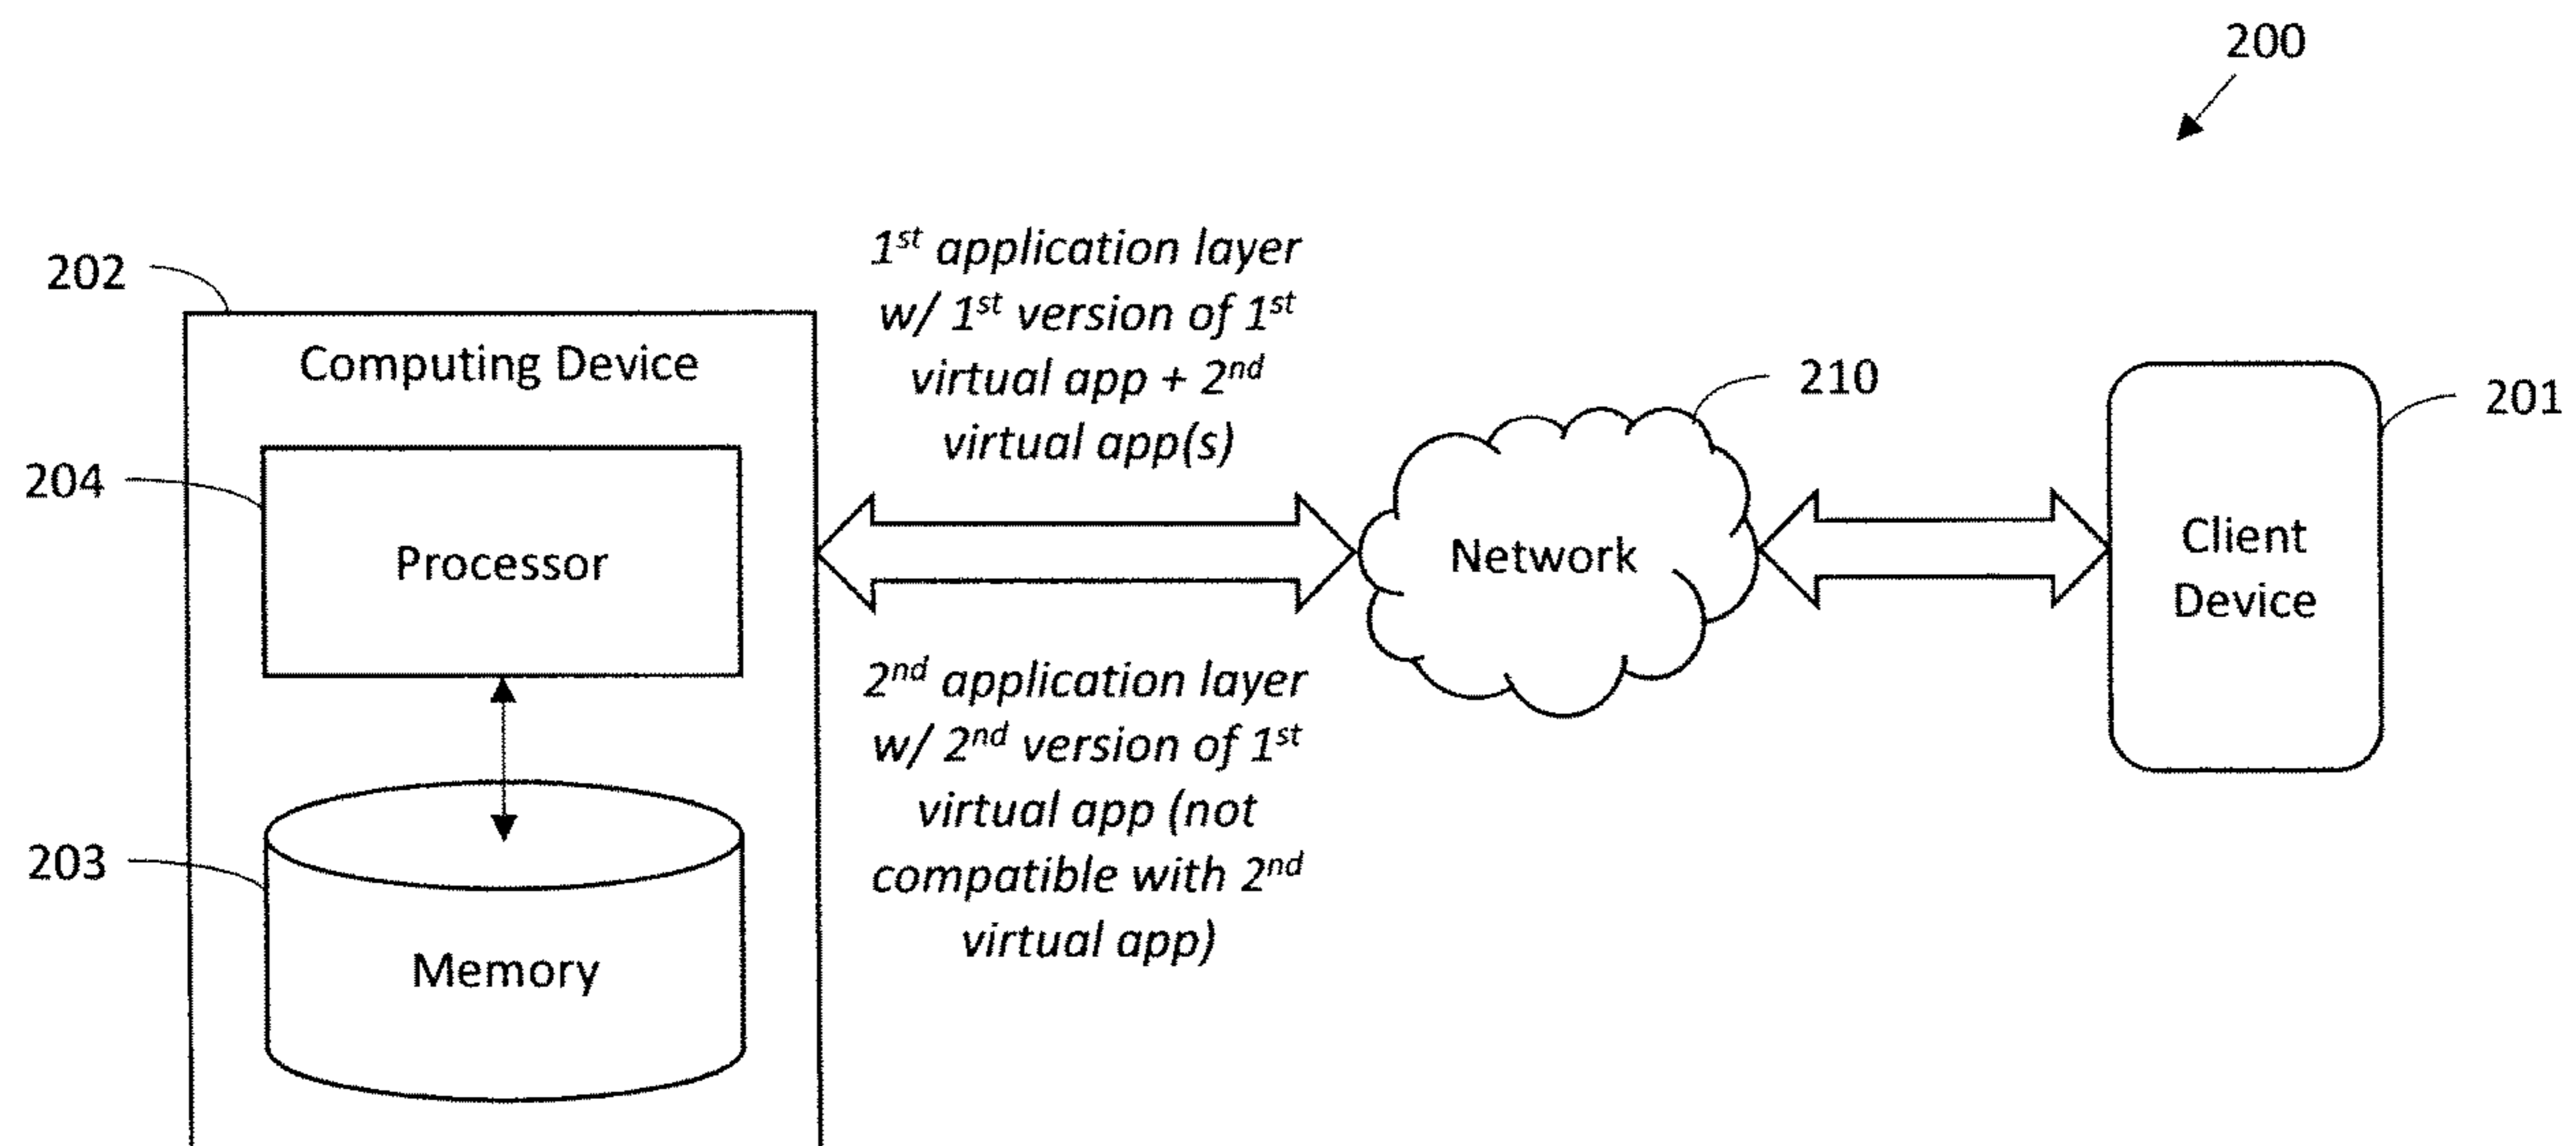 200
1st application layer
w/ 1st version of 1st
virtual app + 2nd
virtual app(s)
202
Computing Device
210
201
204
Processor
Network
Client
Device
2nd application layer
w/ 2nd version of 1st
virtual app (not
compatible with 2nd
virtual app)
203
Memory